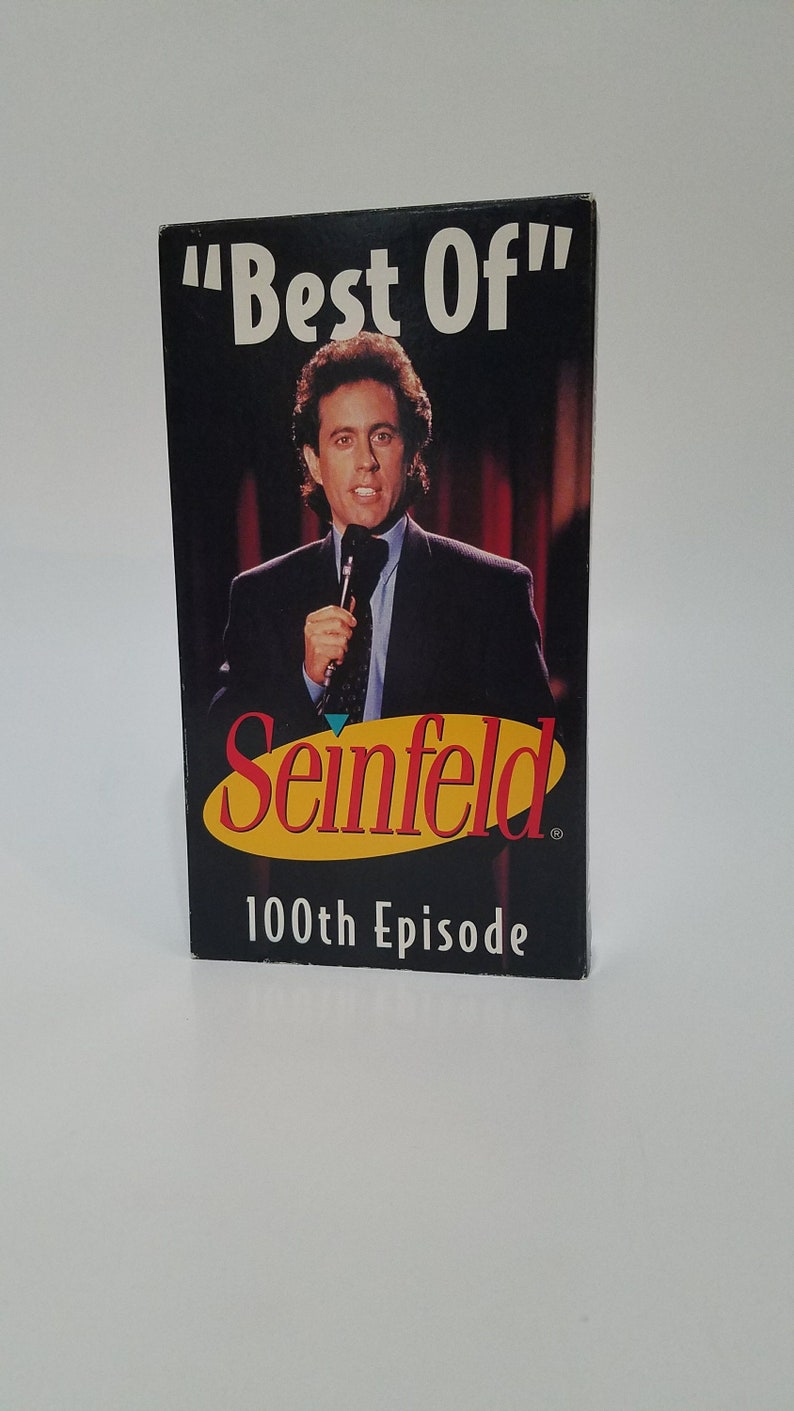 "Best Of"
Seinfeld®
100th Episode